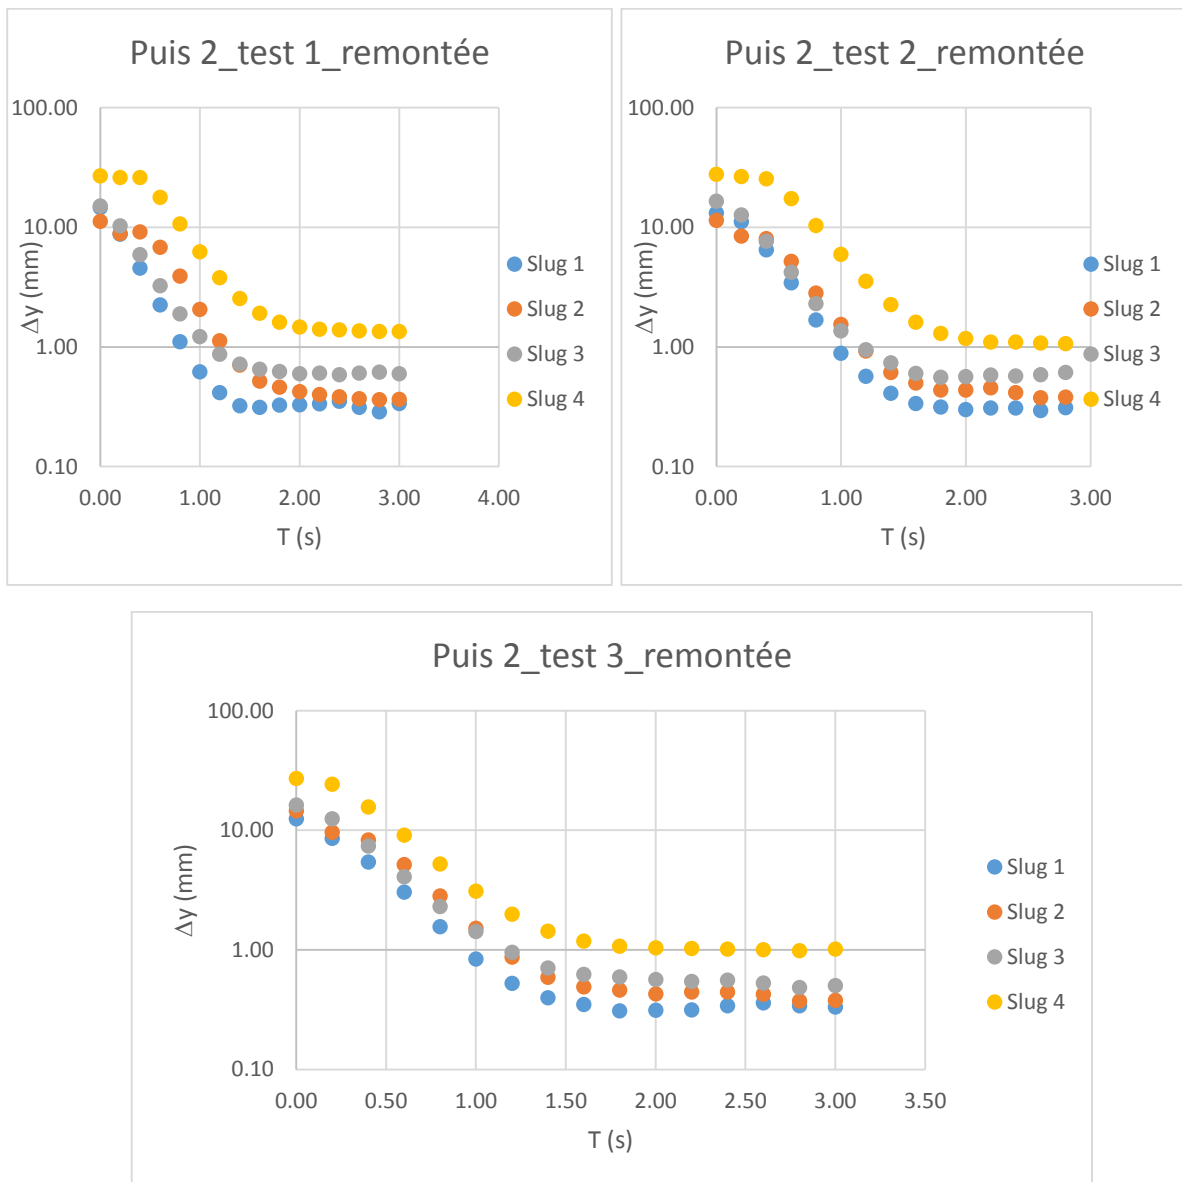 Puis 2_test 1_remontée
100.00
10.00
1.00
0.10
Δy (mm)
0.00 1.00 2.00 3.00 4.00
T (s)
Slug 1
Slug 2
Slug 3
Slug 4
Puis 2_test 2_remontée
100.00
10.00
1.00
0.10
Δy (mm)
0.00 1.00 2.00 3.00
T (s)
Slug 1
Slug 2
Slug 3
Slug 4
Puis 2_test 3_remontée
100.00
10.00
1.00
0.10
Δy (mm)
0.00 0.50 1.00 1.50 2.00 2.50 3.00 3.50
T (s)
Slug 1
Slug 2
Slug 3
Slug 4